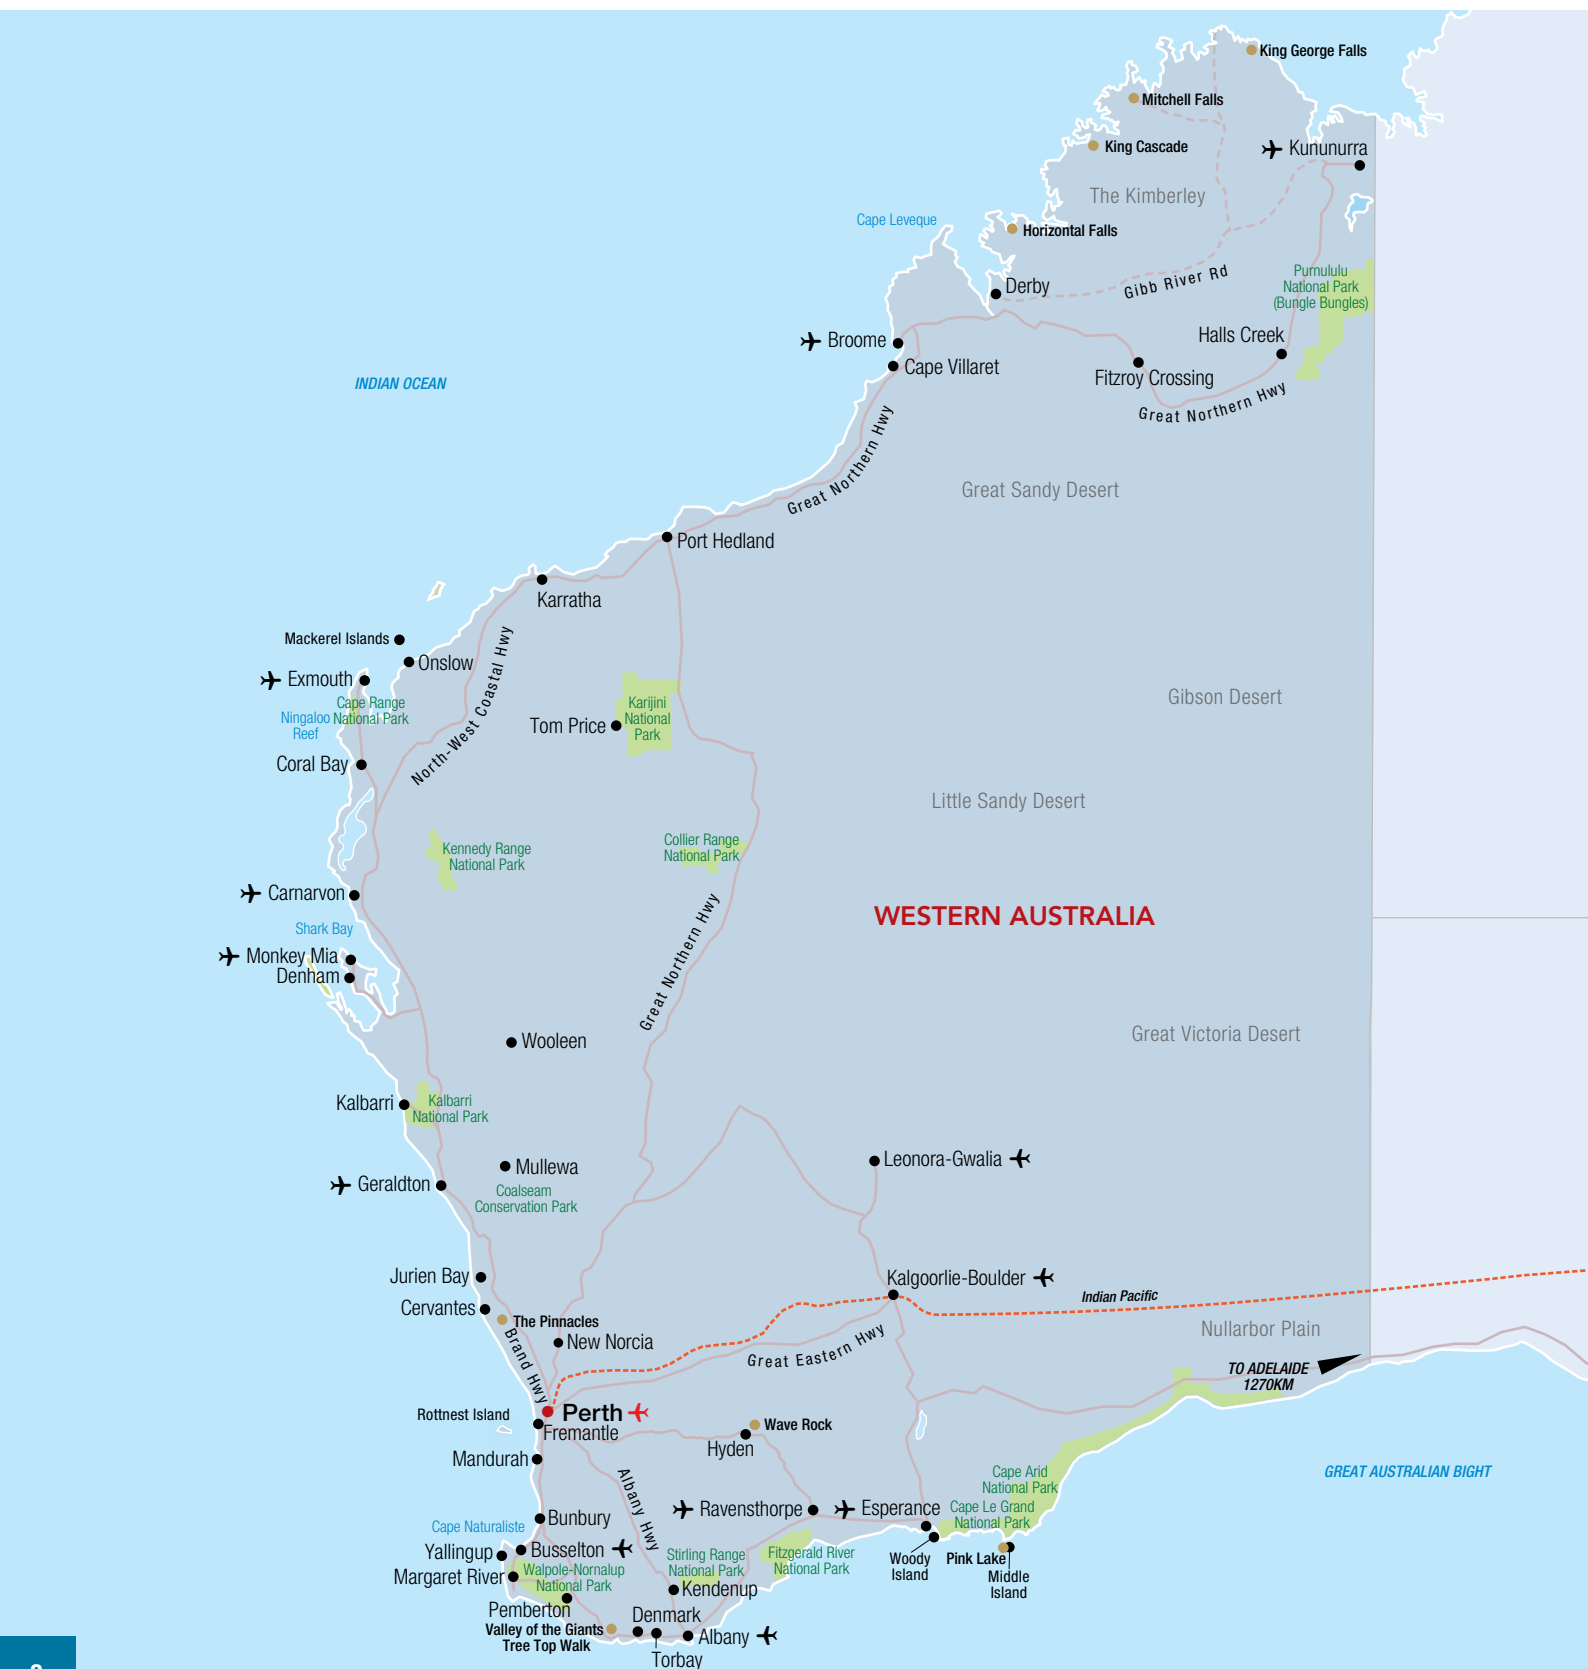 King George Falls
Mitchell Falls
King Cascade
Kununurra
The Kimberley
Cape Leveque
Horizontal Falls
Purnululu
National Park
(Bungle Bungles)
Gibb River Rd
Derby
Halls Creek
Broome
Cape Villaret
Fitzroy Crossing
Great Northern Hwy
INDIAN OCEAN
Great Northern Hwy
Great Sandy Desert
Port Hedland
Karratha
Mackerel Islands
Onslow
Exmouth
Cape Range
National Park
Ningaloo
Reef
North-West Coastal Hwy
Karijini
National
Park
Tom Price
Gibson Desert
Coral Bay
Little Sandy Desert
Kennedy Range
National Park
Collier Range
National Park
Carnarvon
WESTERN AUSTRALIA
Shark Bay
Monkey Mia
Denham
Great Northern Hwy
Wooleen
Great Victoria Desert
Kalbarri
Kalbarri
National Park
Mullewa
Leonora-Gwalia
Geraldton
Coalseam
Conservation Park
Jurien Bay
Kalgoorlie-Boulder
Cervantes
Indian Pacific
The Pinnacles
Nullarbor Plain
Brand Hwy
New Norcia
Great Eastern Hwy
TO ADELAIDE
1270KM
Rottnest Island
Perth
Fremantle
Wave Rock
Hyden
Mandurah
Albany Hwy
Cape Arid
National Park
GREAT AUSTRALIAN BIGHT
Ravensthorpe
Esperance
Cape Le Grand
National Park
Bunbury
Cape Naturaliste
Yallingup
Busselton
Stirling Range
National Park
Fitzgerald River
National Park
Woody
Island
Pink Lake
Middle
Island
Margaret River
Walpole-Nornalup
National Park
Kendenup
Pemberton
Denmark
Valley of the Giants
Tree Top Walk
Albany
Torbay